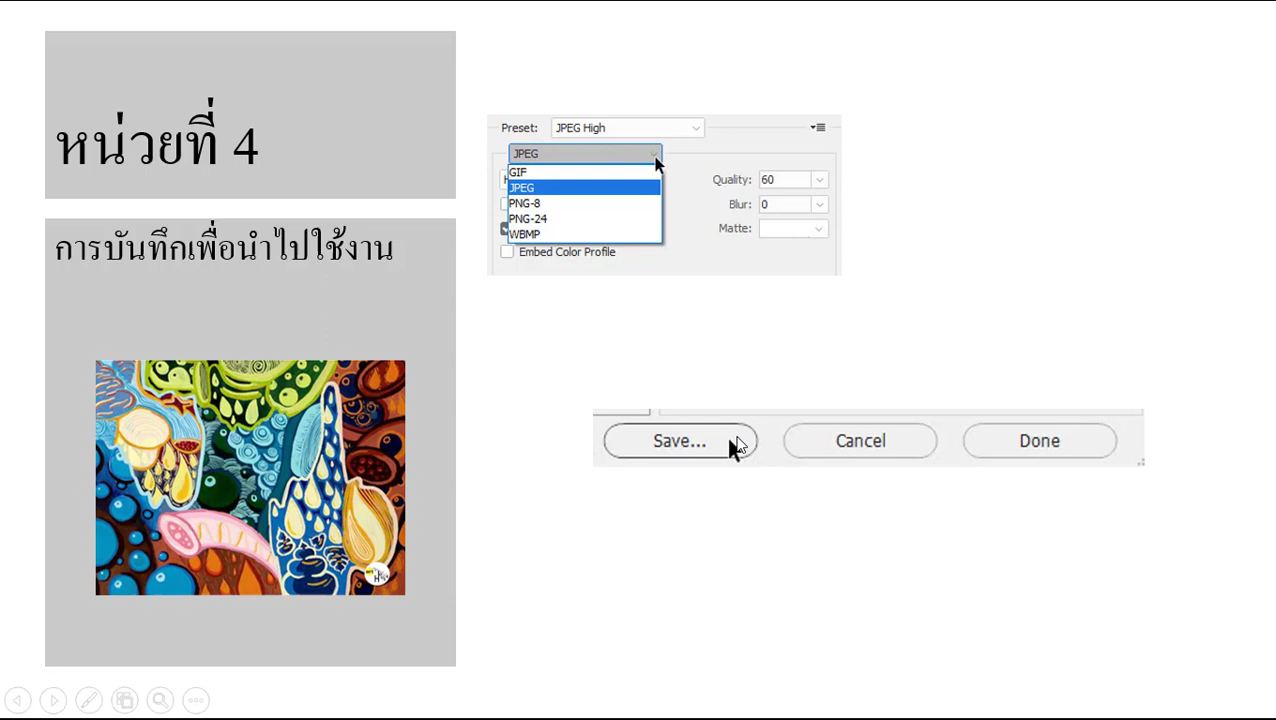 หน่วยที่ 4
การบันทึกเพื่อนำไปใช้งาน
Preset: JPEG High
JPEG
GIF
JPEG
PNG-8
PNG-24
WBMP
Quality: 60
Blur: 0
Matte:
Embed Color Profile
Save... Cancel Done